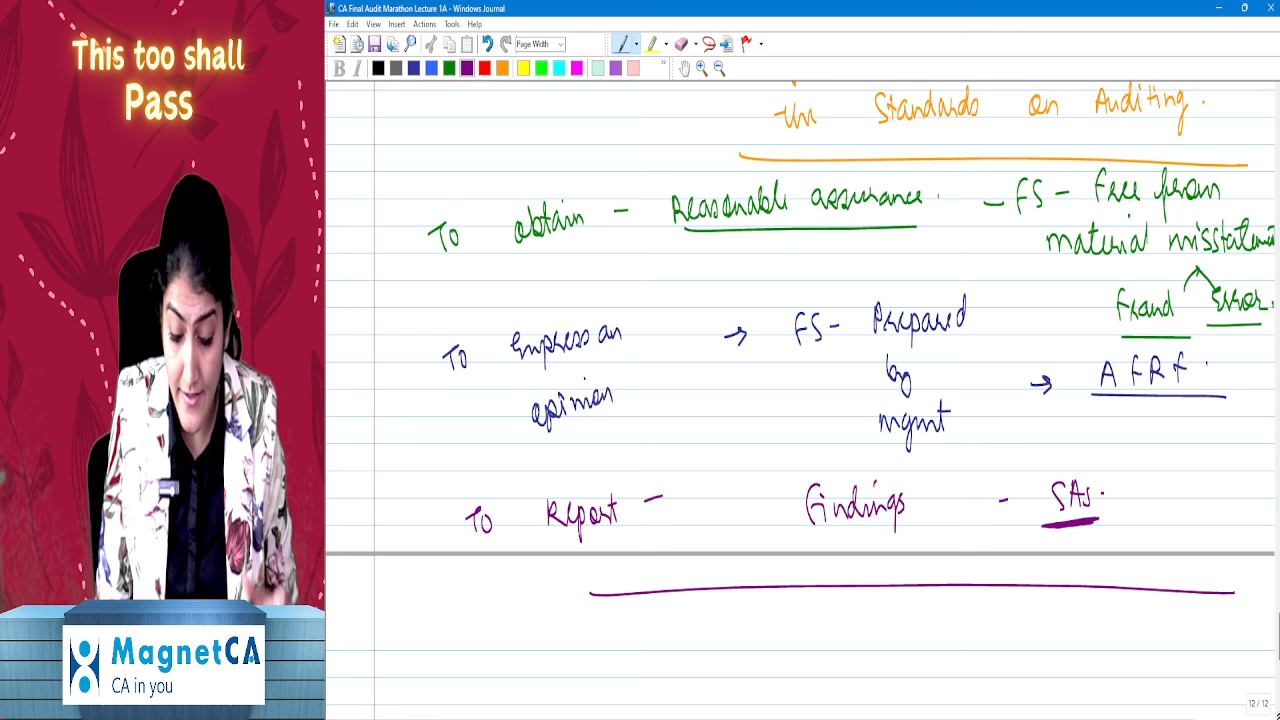 This too shall
Pass
MagnetCA
CA in you
CA Final Audit Marathon Lecture 1A - Windows Journal
File Edit View Insert Actions Tools Help
Page Width
B I
in Standards on Auditing.
To obtain - Reasonable assurance. - FS - free from
material misstatement
Fraud Error.
To express an → FS- Prepared
opinion by → AFRF.
mgmt
To Report - findings - SAs.
12 / 12